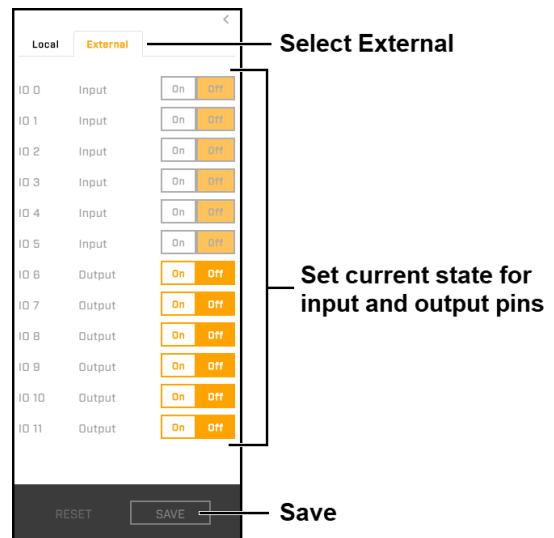 <
Local External Select External
IO 0 Input On Off
IO 1 Input On Off
IO 2 Input On Off
IO 3 Input On Off
IO 4 Input On Off
IO 5 Input On Off
IO 6 Output On Off
IO 7 Output On Off
IO 8 Output On Off
IO 9 Output On Off
IO 10 Output On Off
IO 11 Output On Off
Set current state for
input and output pins
RESET SAVE Save